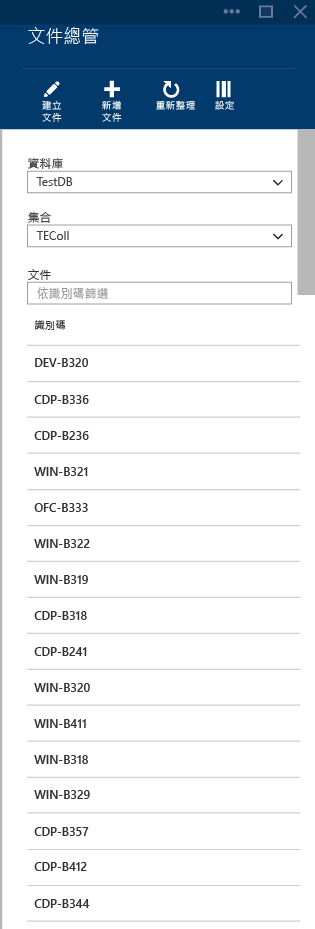 文件總管
建立
文件
新增
文件
重新整理
設定
資料庫
TestDB
集合
TEColl
文件
依識別碼篩選
識別碼
DEV-B320
CDP-B336
CDP-B236
WIN-B321
OFC-B333
WIN-B322
WIN-B319
CDP-B318
CDP-B241
WIN-B320
WIN-B411
WIN-B318
WIN-B329
CDP-B357
CDP-B412
CDP-B344